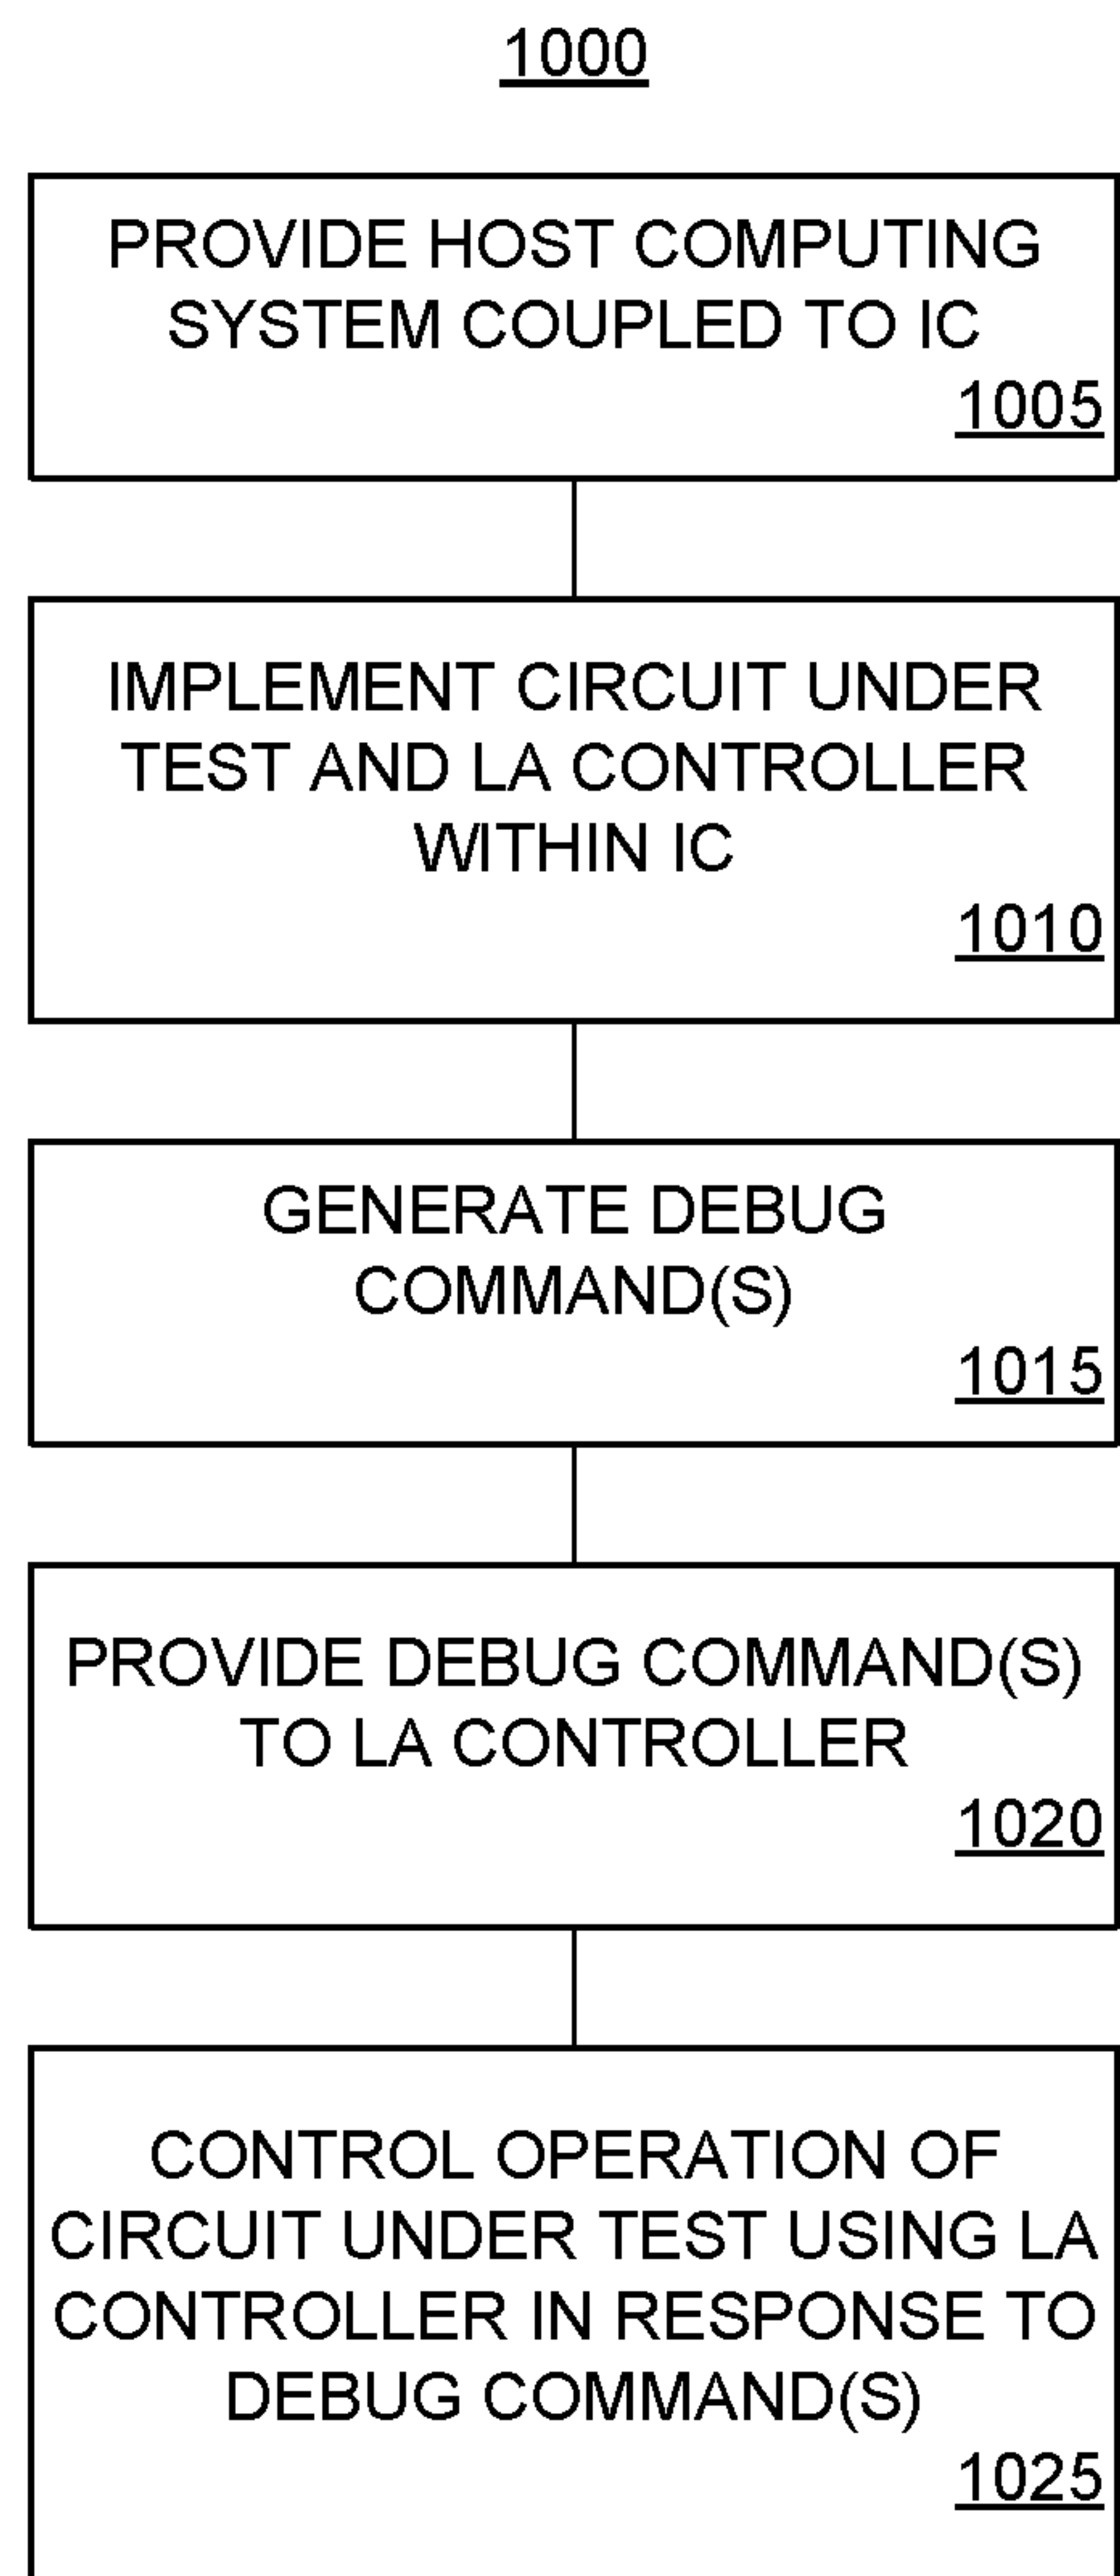 1000
PROVIDE HOST COMPUTING
SYSTEM COUPLED TO IC
1005
IMPLEMENT CIRCUIT UNDER
TEST AND LA CONTROLLER
WITHIN IC
1010
GENERATE DEBUG
COMMAND(S)
1015
PROVIDE DEBUG COMMAND(S)
TO LA CONTROLLER
1020
CONTROL OPERATION OF
CIRCUIT UNDER TEST USING LA
CONTROLLER IN RESPONSE TO
DEBUG COMMAND(S)
1025